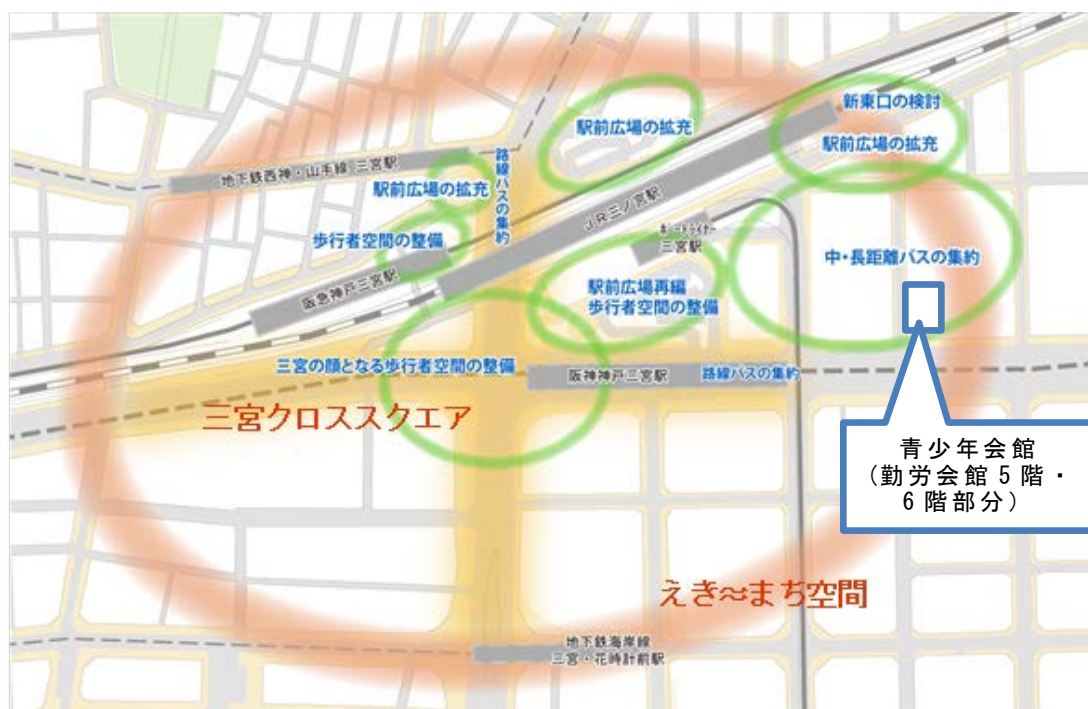 新東口の検討
駅前広場の拡充
駅前広場の拡充
路線バスの集約
地下鉄西神・山手線 三宮駅
駅前広場の拡充
JR三ノ宮駅
ポートライナー
三宮駅
歩行者空間の整備
中・長距離バスの集約
阪急神戸三宮駅
駅前広場再編
歩行者空間の整備
三宮の顔となる歩行者空間の整備
阪神神戸三宮駅
路線バスの集約
三宮クロススクエア
青少年会館
(勤労会館5階・
6階部分)
えき≈まち空間
地下鉄海岸線
三宮・花時計前駅